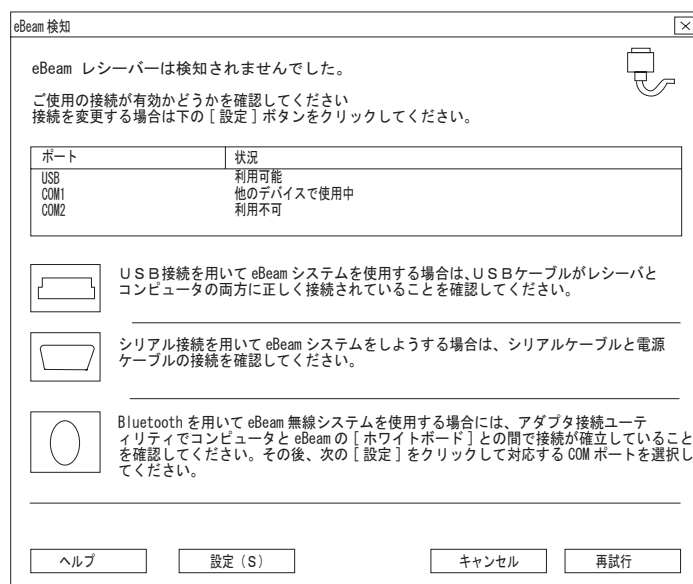 eBeam 検知
eBeam レシーバーは検知されませんでした。
ご使用の接続が有効かどうかを確認してください
接続を変更する場合は下の [ 設定 ] ボタンをクリックしてください。
ポート 状況
USB 利用可能
COM1 他のデバイスで使用中
COM2 利用不可
USB接続を用いて eBeam システムを使用する場合は、USBケーブルがレシーバと
コンピュータの両方に正しく接続されていることを確認してください。
シリアル接続を用いて eBeam システムをしようする場合は、シリアルケーブルと電源
ケーブルの接続を確認してください。
Bluetooth を用いて eBeam 無線システムを使用する場合には、アダプタ接続ユーテ
ィリティでコンピュータと eBeam の [ ホワイトボード ] との間で接続が確立していること
を確認してください。その後、次の [ 設定 ] をクリックして対応する COM ポートを選択し
てください。
ヘルプ 設定（S） キャンセル 再試行